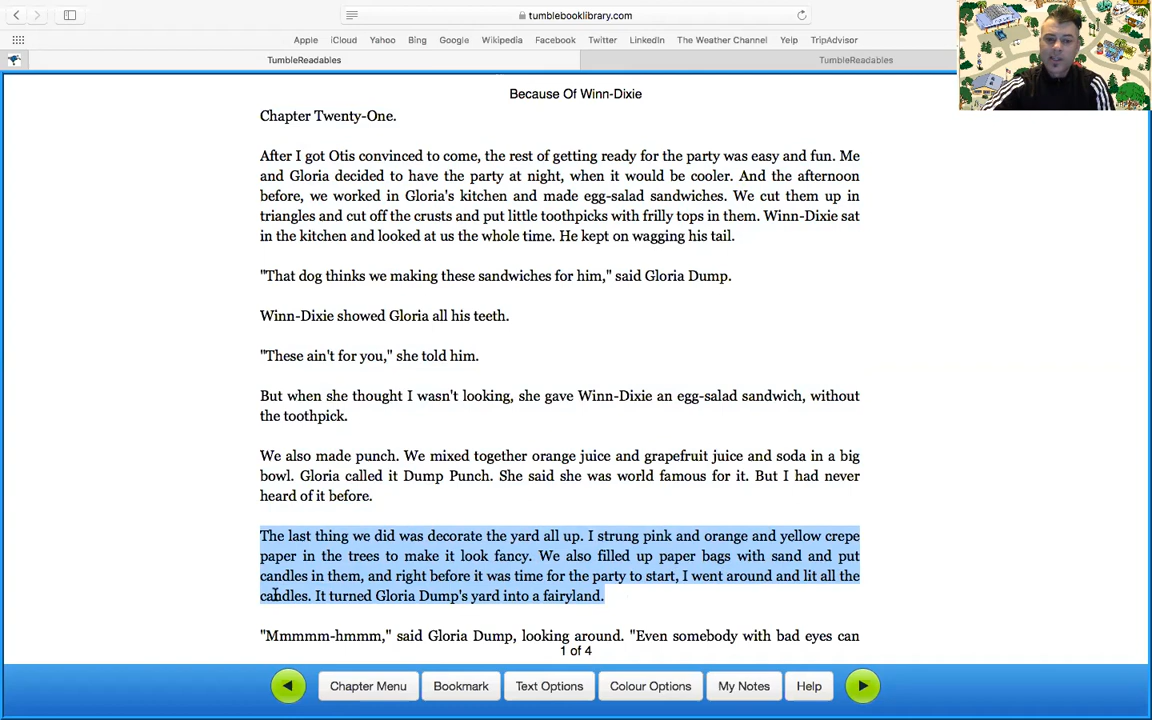 tumblebooklibrary.com
Apple iCloud Yahoo Bing Google Wikipedia Facebook Twitter LinkedIn The Weather Channel Yelp TripAdvisor
TumbleReadables TumbleReadables
Because Of Winn-Dixie
Chapter Twenty-One.
After I got Otis convinced to come, the rest of getting ready for the party was easy and fun. Me
and Gloria decided to have the party at night, when it would be cooler. And the afternoon
before, we worked in Gloria's kitchen and made egg-salad sandwiches. We cut them up in
triangles and cut off the crusts and put little toothpicks with frilly tops in them. Winn-Dixie sat
in the kitchen and looked at us the whole time. He kept on wagging his tail.
"That dog thinks we making these sandwiches for him," said Gloria Dump.
Winn-Dixie showed Gloria all his teeth.
"These ain't for you," she told him.
But when she thought I wasn't looking, she gave Winn-Dixie an egg-salad sandwich, without
the toothpick.
We also made punch. We mixed together orange juice and grapefruit juice and soda in a big
bowl. Gloria called it Dump Punch. She said she was world famous for it. But I had never
heard of it before.
The last thing we did was decorate the yard all up. I strung pink and orange and yellow crepe
paper in the trees to make it look fancy. We also filled up paper bags with sand and put
candles in them, and right before it was time for the party to start, I went around and lit all the
candles. It turned Gloria Dump's yard into a fairyland.
"Mmmmm-hmmm," said Gloria Dump, looking around. "Even somebody with bad eyes can
1 of 4
Chapter Menu Bookmark Text Options Colour Options My Notes Help